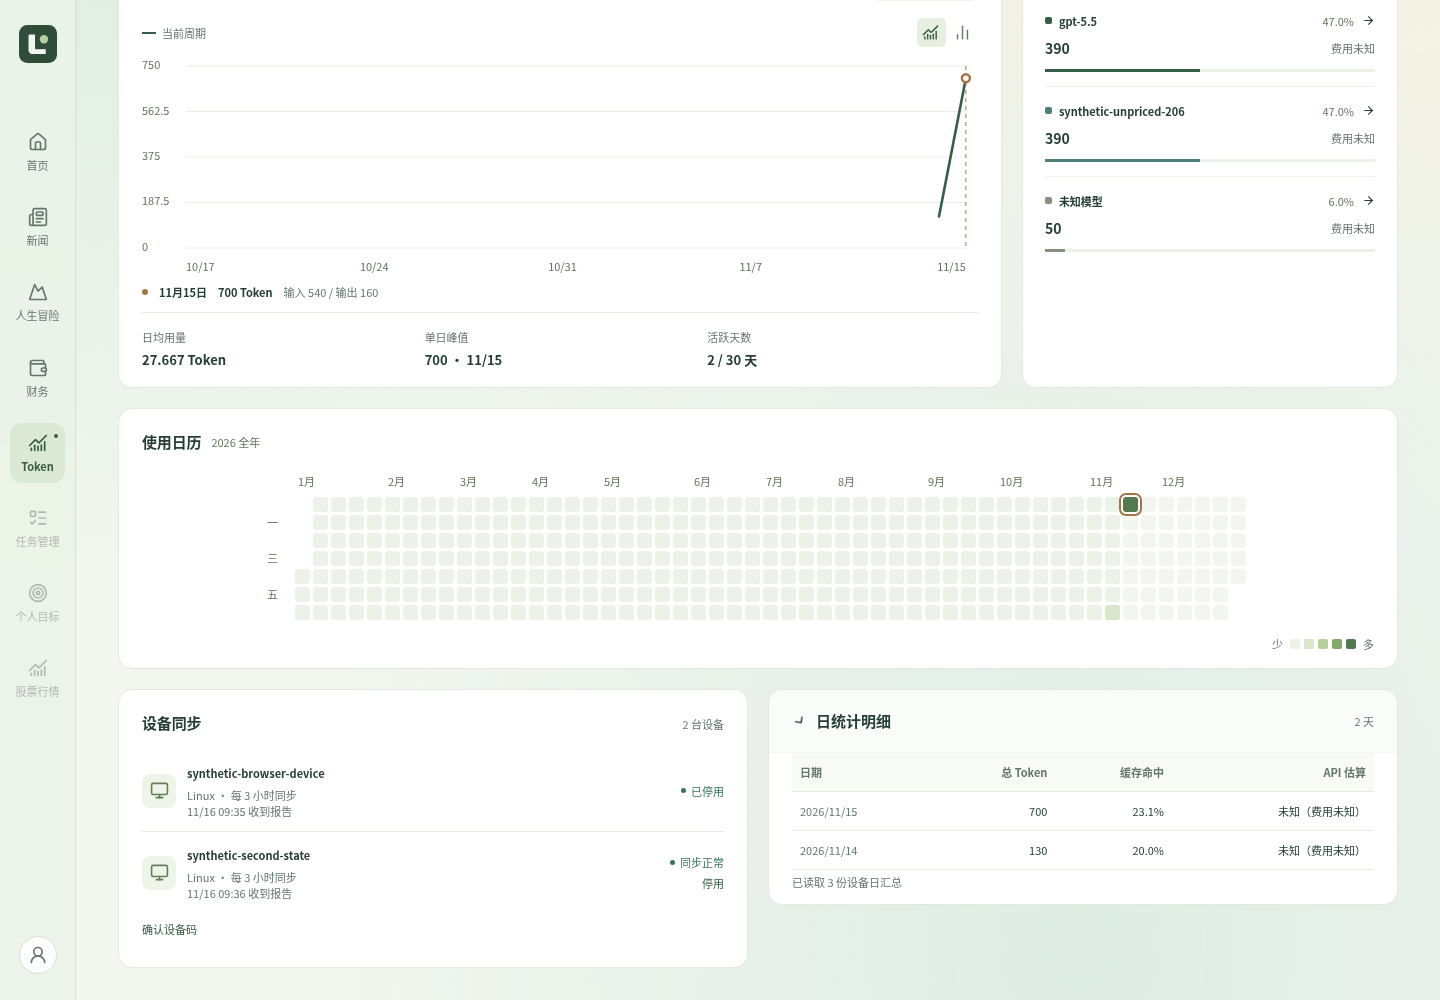 首页
新闻
人生冒险
财务
Token
任务管理
个人目标
股票行情
当前周期
750
562.5
375
187.5
0
10/17 10/24 10/31 11/7 11/15
11月15日 700 Token 输入 540 / 输出 160
日均用量 单日峰值 活跃天数
27.667 Token 700 · 11/15 2 / 30 天
gpt-5.5 47.0% →
390 费用未知
synthetic-unpriced-206 47.0% →
390 费用未知
未知模型 6.0% →
50 费用未知
使用日历 2026 全年
1月 2月 3月 4月 5月 6月 7月 8月 9月 10月 11月 12月
一
三
五
少 多
设备同步 2 台设备
synthetic-browser-device
Linux · 每 3 小时同步
11/16 09:35 收到报告
已停用
synthetic-second-state
Linux · 每 3 小时同步
11/16 09:36 收到报告
同步正常
停用
确认设备码
日统计明细 2 天
日期 总 Token 缓存命中 API 估算
2026/11/15 700 23.1% 未知（费用未知）
2026/11/14 130 20.0% 未知（费用未知）
已读取 3 份设备日汇总